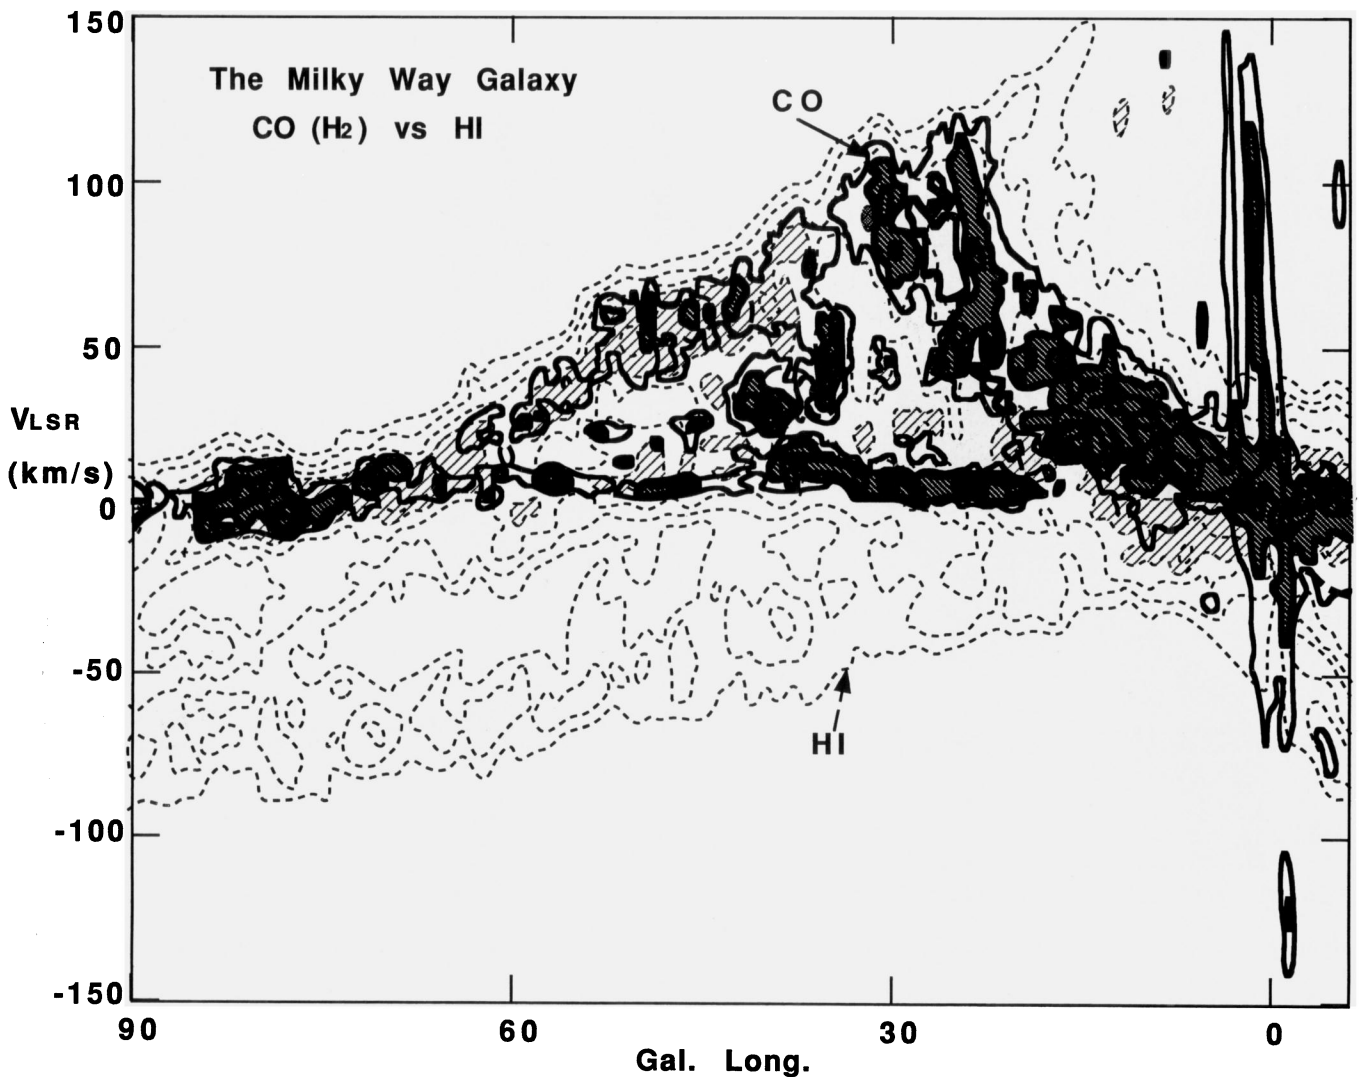 150
The Milky Way Galaxy
CO (H2) vs HI
CO
100
50
VLSR
(km/s)
0
-50
HI
-100
-150
90 60 30 0
Gal. Long.